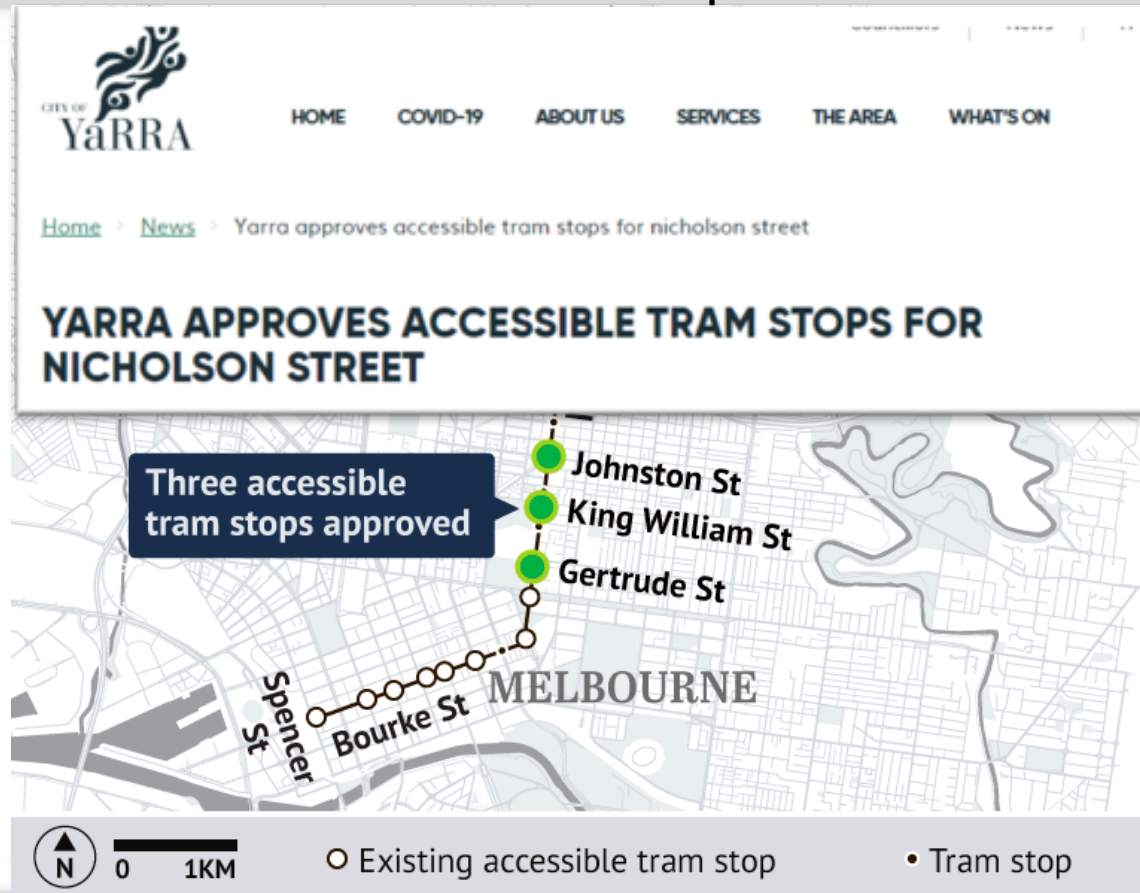 CITY OF
YaRRA
HOME COVID-19 ABOUT US SERVICES THE AREA WHAT'S ON
Home News Yarra approves accessible tram stops for nicholson street
YARRA APPROVES ACCESSIBLE TRAM STOPS FOR
NICHOLSON STREET
Three accessible
tram stops approved
Johnston St
King William St
Gertrude St
MELBOURNE
Spencer
St
Bourke St
N
0 1KM
Existing accessible tram stop
Tram stop